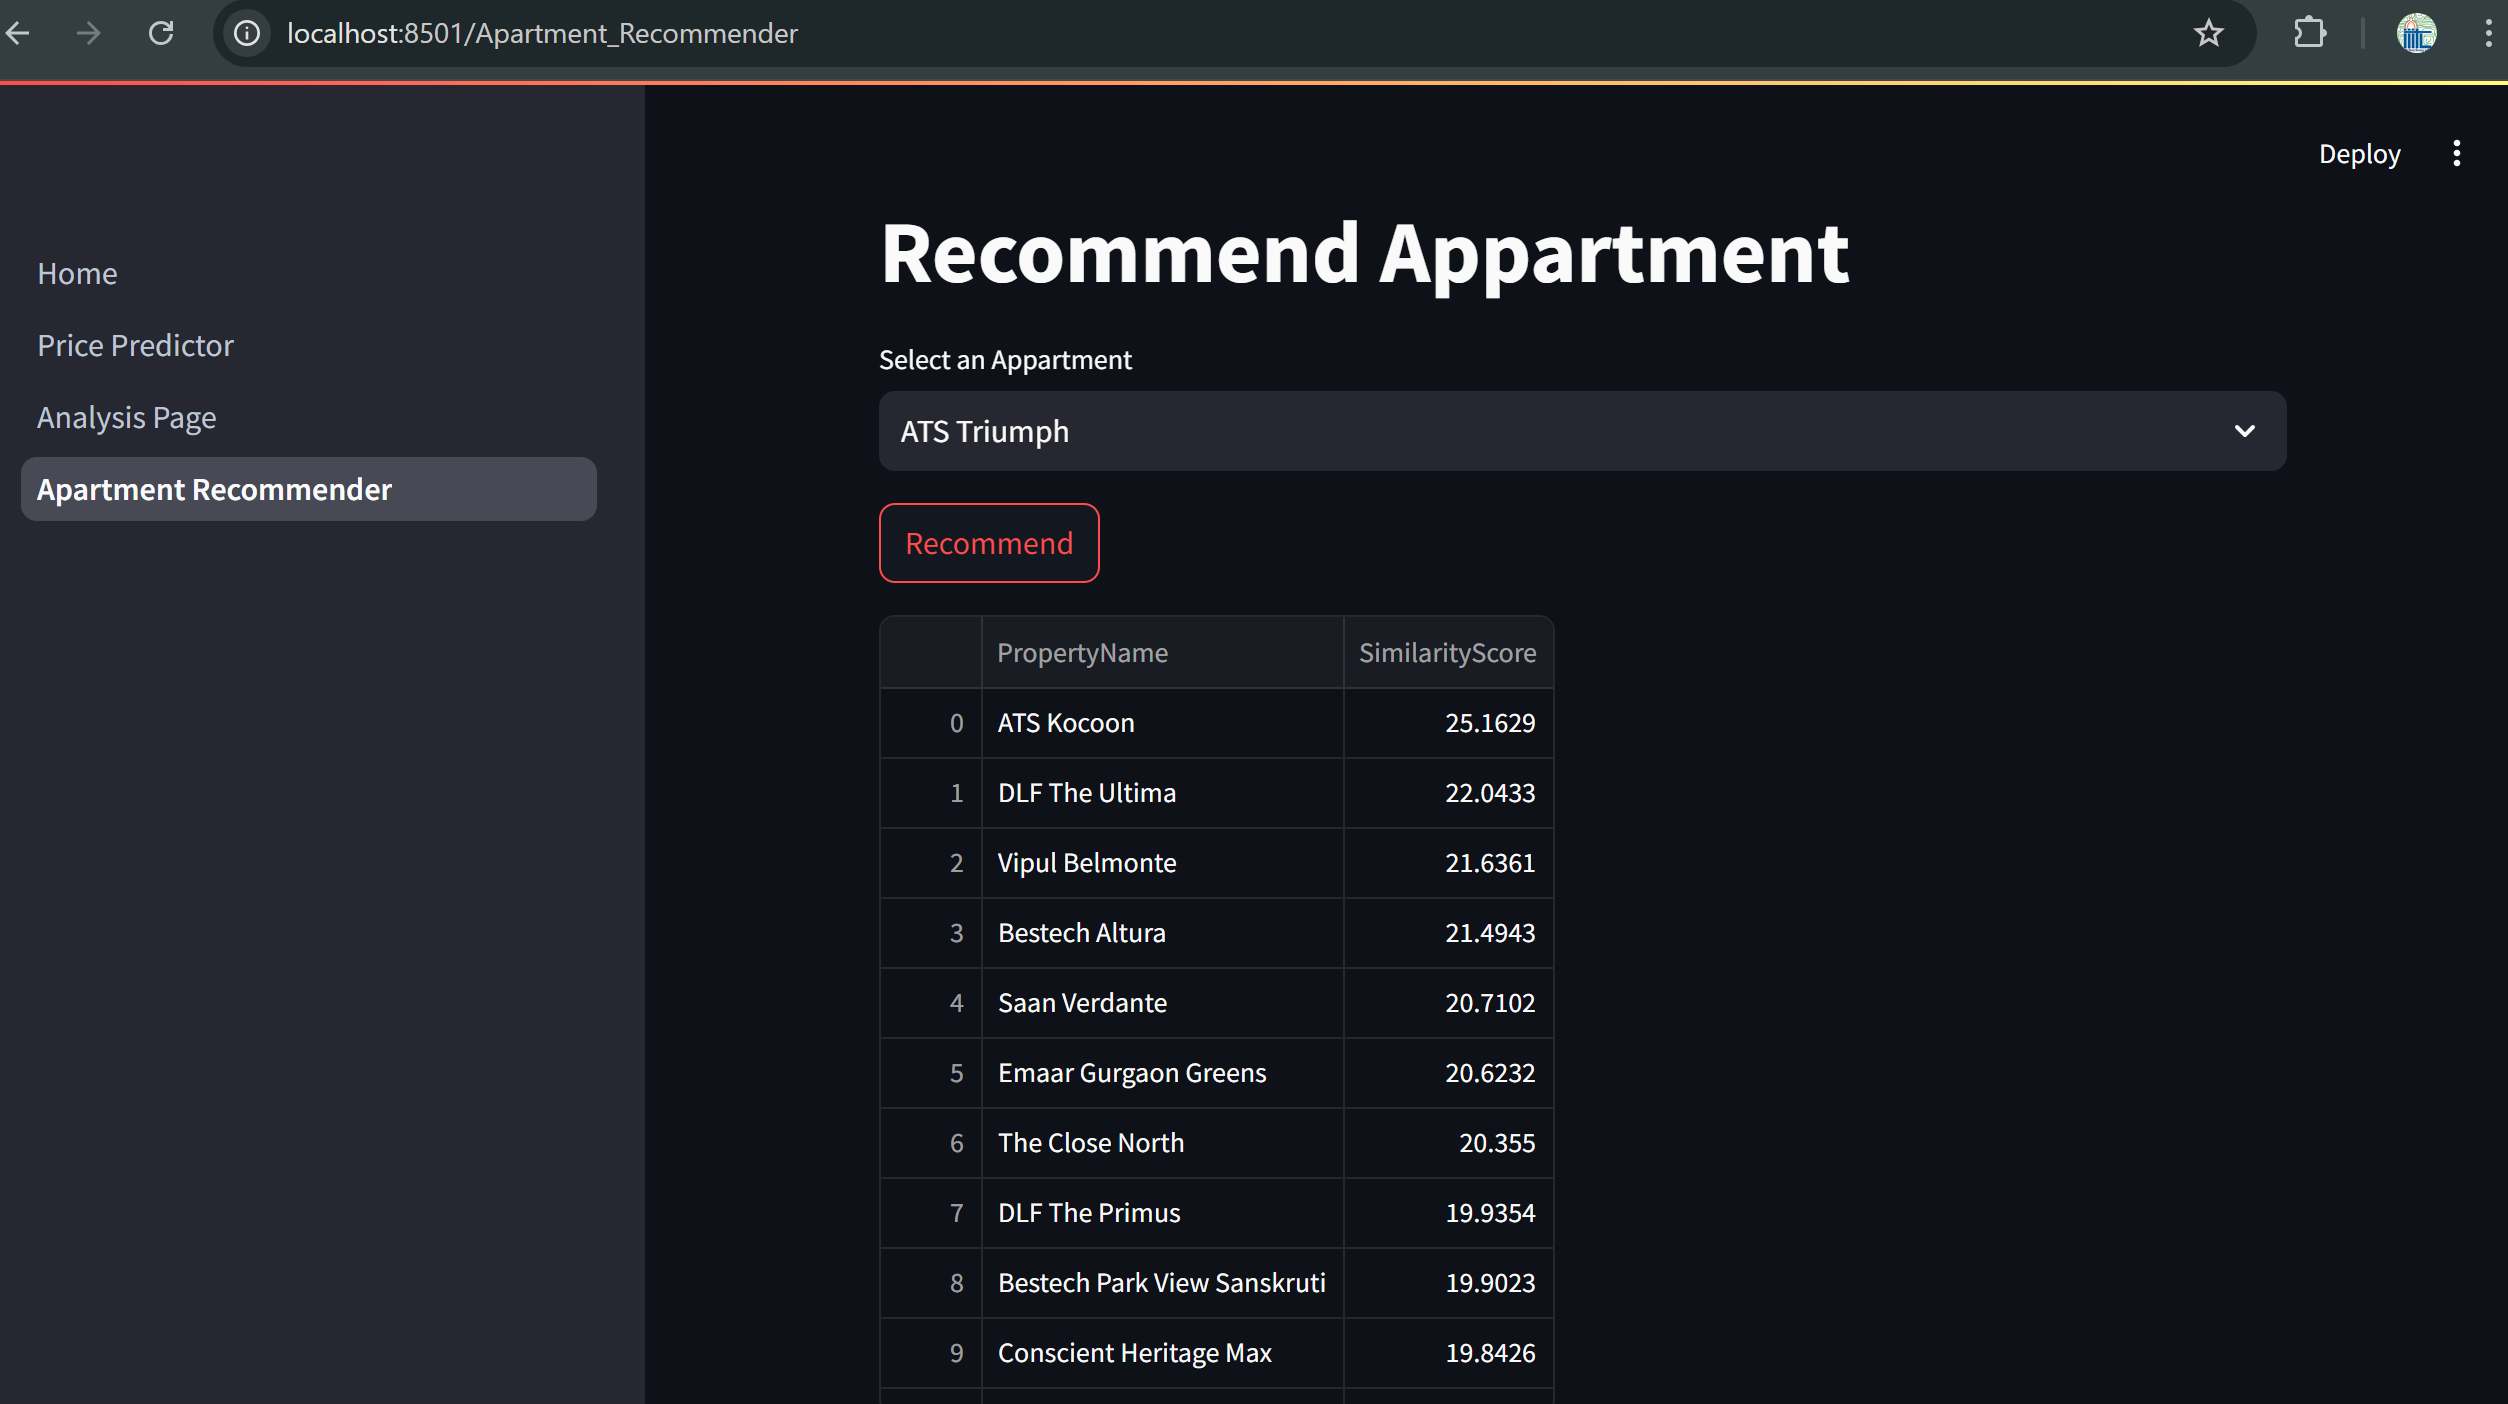 localhost:8501/Apartment_Recommender
Deploy
Home
Price Predictor
Analysis Page
Apartment Recommender
Recommend Appartment
Select an Appartment
ATS Triumph
Recommend
PropertyName SimilarityScore
0 ATS Kocoon 25.1629
1 DLF The Ultima 22.0433
2 Vipul Belmonte 21.6361
3 Bestech Altura 21.4943
4 Saan Verdante 20.7102
5 Emaar Gurgaon Greens 20.6232
6 The Close North 20.355
7 DLF The Primus 19.9354
8 Bestech Park View Sanskruti 19.9023
9 Conscient Heritage Max 19.8426